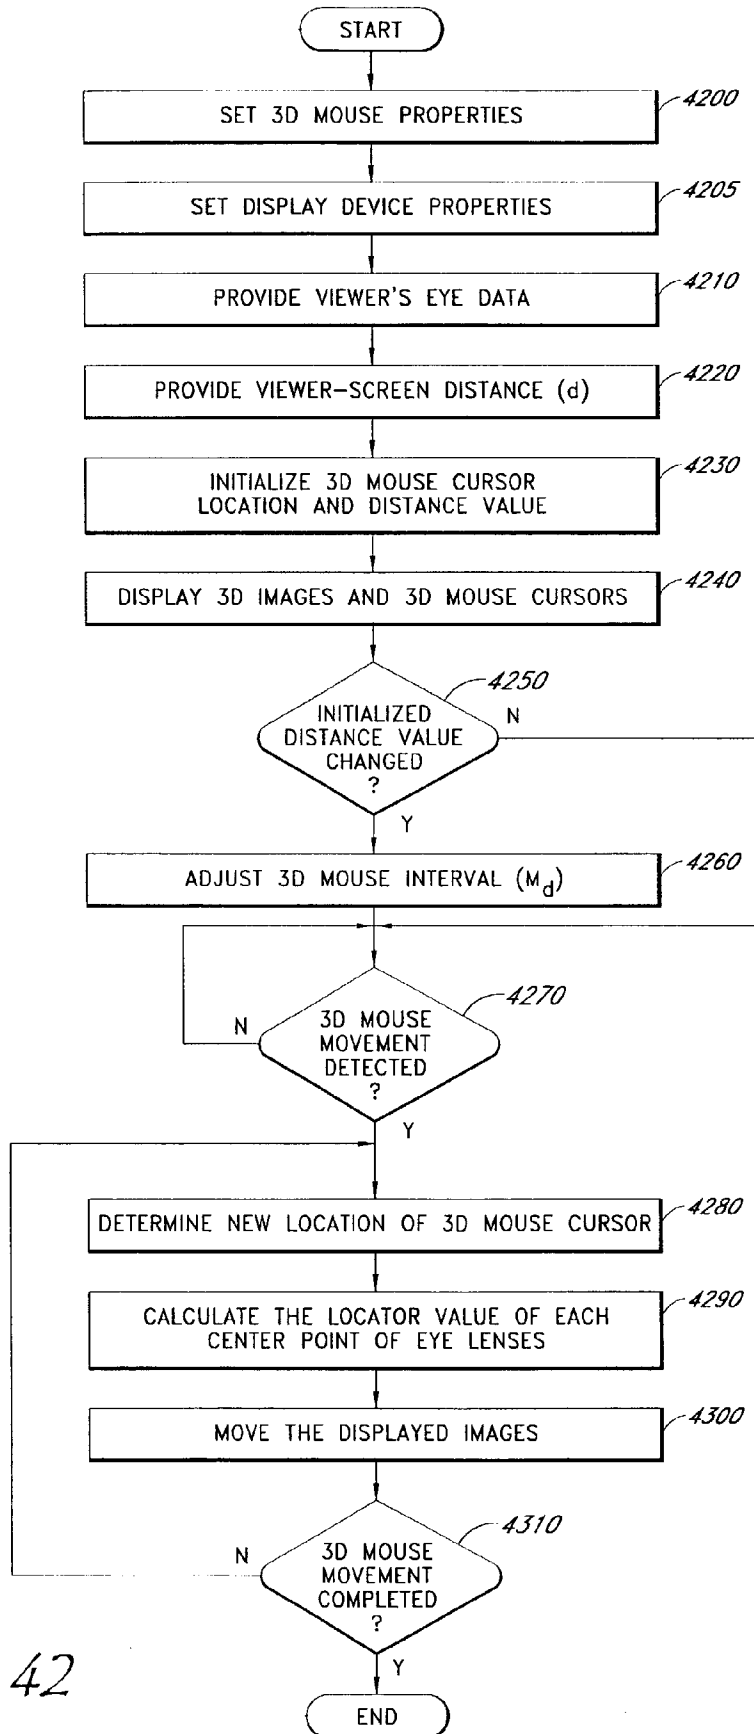 START
SET 3D MOUSE PROPERTIES
4200
SET DISPLAY DEVICE PROPERTIES
4205
PROVIDE VIEWER'S EYE DATA
4210
PROVIDE VIEWER-SCREEN DISTANCE (d)
4220
INITIALIZE 3D MOUSE CURSOR
LOCATION AND DISTANCE VALUE
4230
DISPLAY 3D IMAGES AND 3D MOUSE CURSORS
4240
INITIALIZED
DISTANCE VALUE
CHANGED
?
4250
N
Y
ADJUST 3D MOUSE INTERVAL (Md)
4260
3D MOUSE
MOVEMENT
DETECTED
?
4270
N
Y
DETERMINE NEW LOCATION OF 3D MOUSE CURSOR
4280
CALCULATE THE LOCATOR VALUE OF EACH
CENTER POINT OF EYE LENSES
4290
MOVE THE DISPLAYED IMAGES
4300
3D MOUSE
MOVEMENT
COMPLETED
?
4310
N
Y
42
END